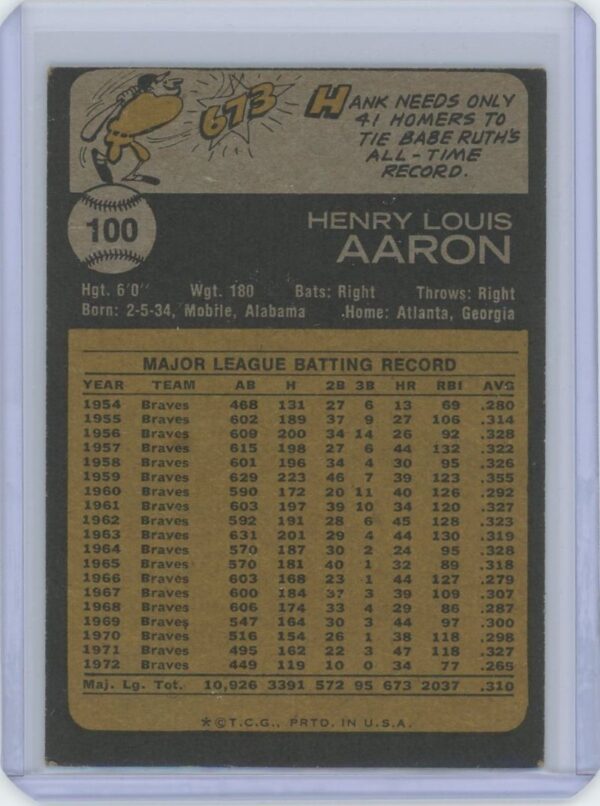 673
HANK NEEDS ONLY
41 HOMERS TO
TIE BABE RUTH'S
ALL-TIME
RECORD.
100
HENRY LOUIS
AARON
Hgt. 6'0" Wgt. 180 Bats: Right Throws: Right
Born: 2-5-34, Mobile, Alabama Home: Atlanta, Georgia
MAJOR LEAGUE BATTING RECORD
YEAR TEAM AB H 2B 3B HR RBI AVG
1954 Braves 468 131 27 6 13 69 .280
1955 Braves 602 189 37 9 27 106 .314
1956 Braves 609 200 34 14 26 92 .328
1957 Braves 615 198 27 6 44 132 .322
1958 Braves 601 196 34 4 30 95 .326
1959 Braves 629 223 46 7 39 123 .355
1960 Braves 590 172 20 11 40 126 .292
1961 Braves 603 197 39 10 34 120 .327
1962 Braves 592 191 28 6 45 128 .323
1963 Braves 631 201 29 4 44 130 .319
1964 Braves 570 187 30 2 24 95 .328
1965 Braves 570 181 40 1 32 89 .318
1966 Braves 603 168 23 1 44 127 .279
1967 Braves 600 184 37 3 39 109 .307
1968 Braves 606 174 33 4 29 86 .287
1969 Braves 547 164 30 3 44 97 .300
1970 Braves 516 154 26 1 38 118 .298
1971 Braves 495 162 22 3 47 118 .327
1972 Braves 449 119 10 0 34 77 .265
Maj. Lg. Tot. 10,926 3391 572 95 673 2037 .310
*©T.C.G., PRTD. IN U.S.A.